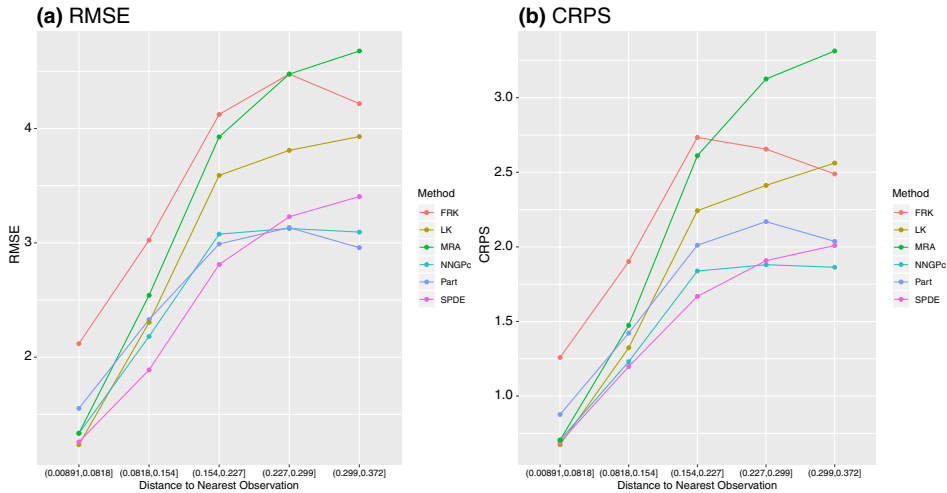 (a) RMSE
RMSE
4
3
2
(0.00891,0.0818]
(0.0818,0.154]
(0.154,0.227]
(0.227,0.299]
(0.299,0.372]
Distance to Nearest Observation
Method
FRK
LK
MRA
NNGPc
Part
SPDE
(b) CRPS
CRPS
3.0
2.5
2.0
1.5
1.0
(0.00891,0.0818]
(0.0818,0.154]
(0.154,0.227]
(0.227,0.299]
(0.299,0.372]
Distance to Nearest Observation
Method
FRK
LK
MRA
NNGPc
Part
SPDE